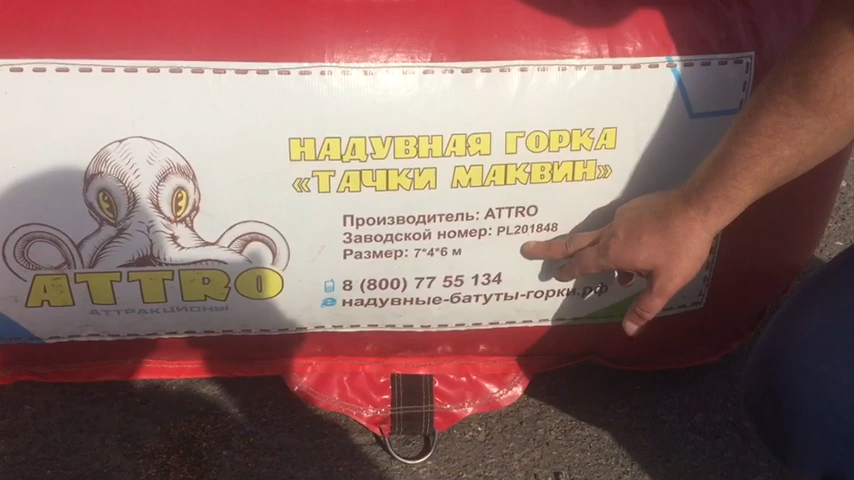 НАДУВНАЯ ГОРКА
«ТАЧКИ МАКВИН»
Производитель: ATTRO
Заводской номер: PL201848
Размер: 7*4*6 м
8 (800) 77 55 134
надувные-батуты-горки.рф
ATTRO
АТТРАКЦИОНЫ